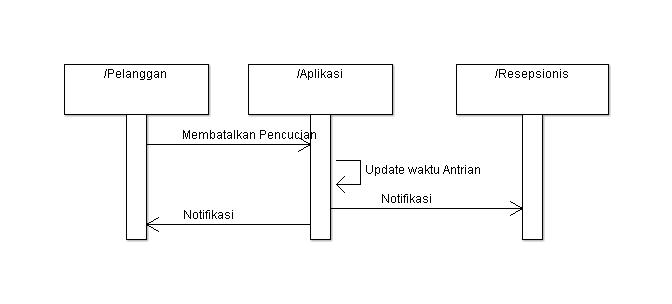 /Pelanggan
/Aplikasi
/Resepsionis
Membatalkan Pencucian
Update waktu Antrian
Notifikasi
Notifikasi